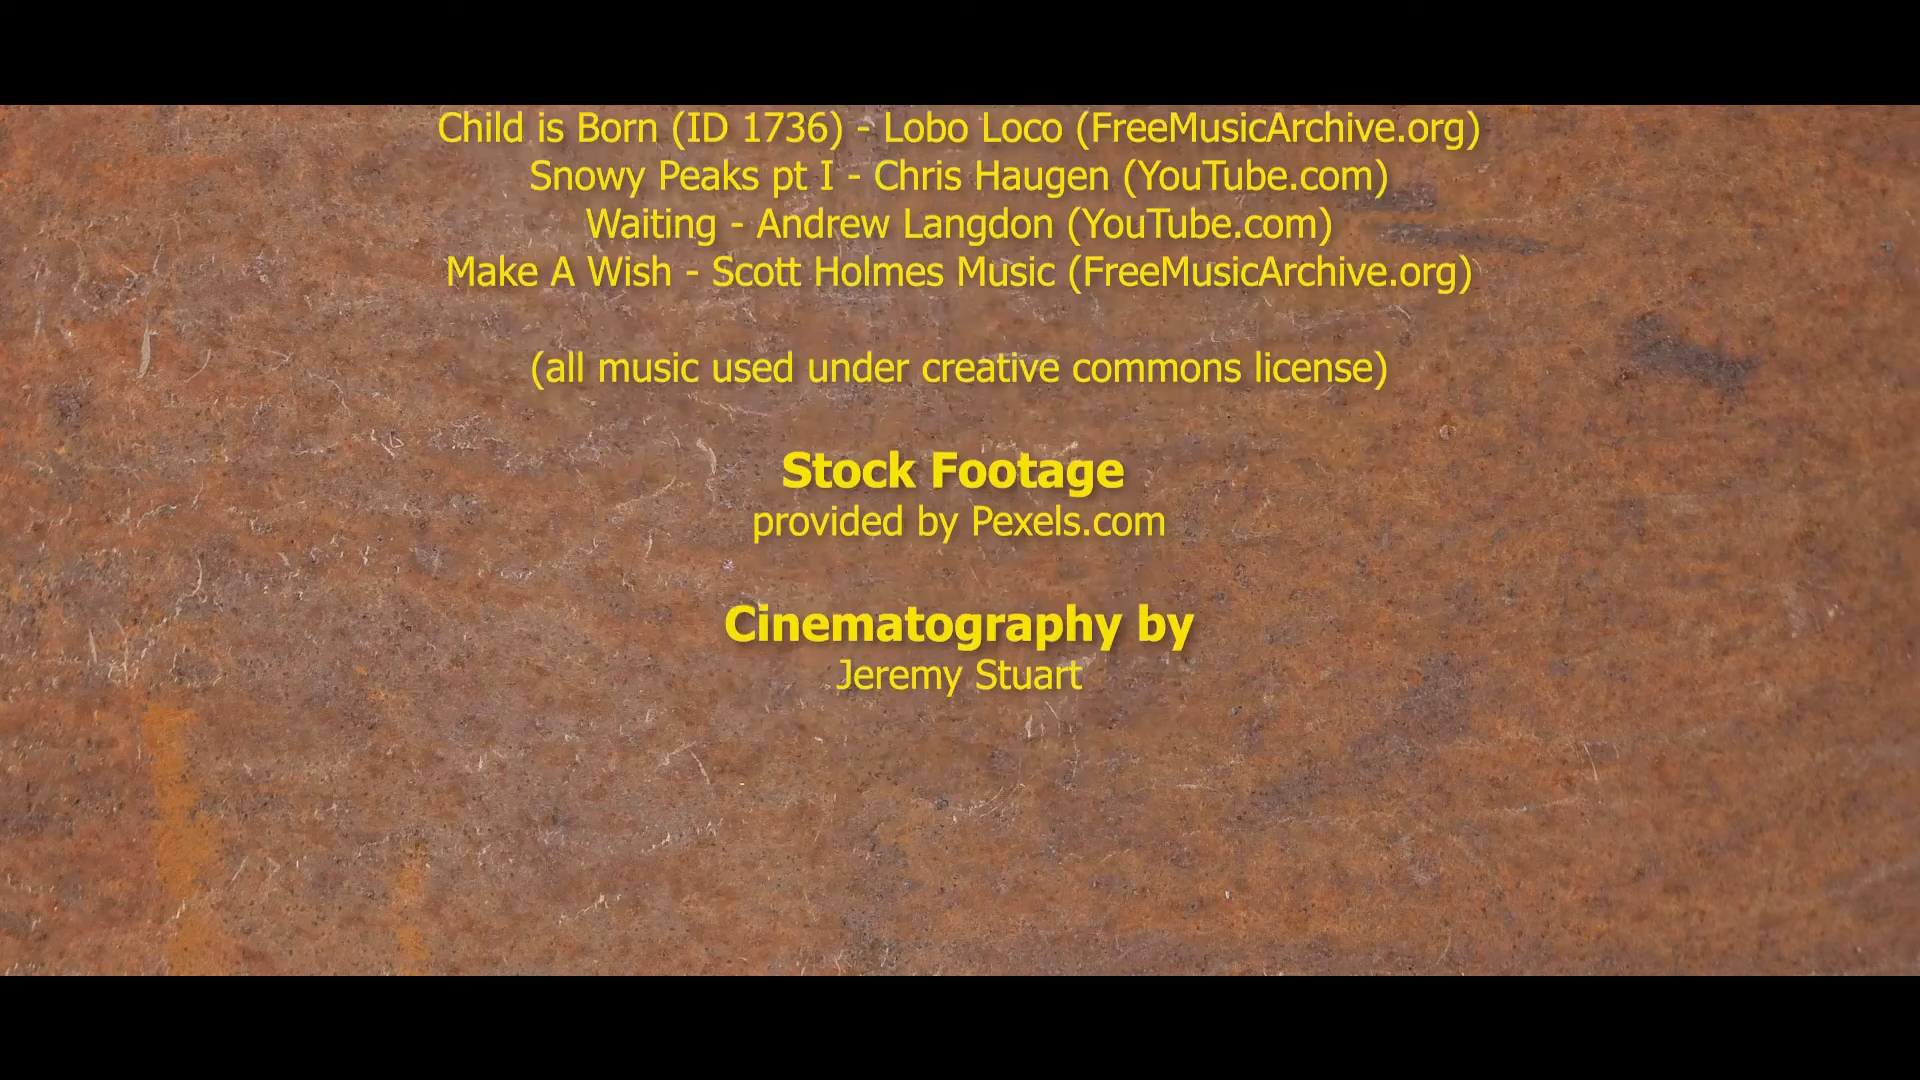 Child is Born (ID 1736) - Lobo Loco (FreeMusicArchive.org)
Snowy Peaks pt I - Chris Haugen (YouTube.com)
Waiting - Andrew Langdon (YouTube.com)
Make A Wish - Scott Holmes Music (FreeMusicArchive.org)
(all music used under creative commons license)
Stock Footage
provided by Pexels.com
Cinematography by
Jeremy Stuart